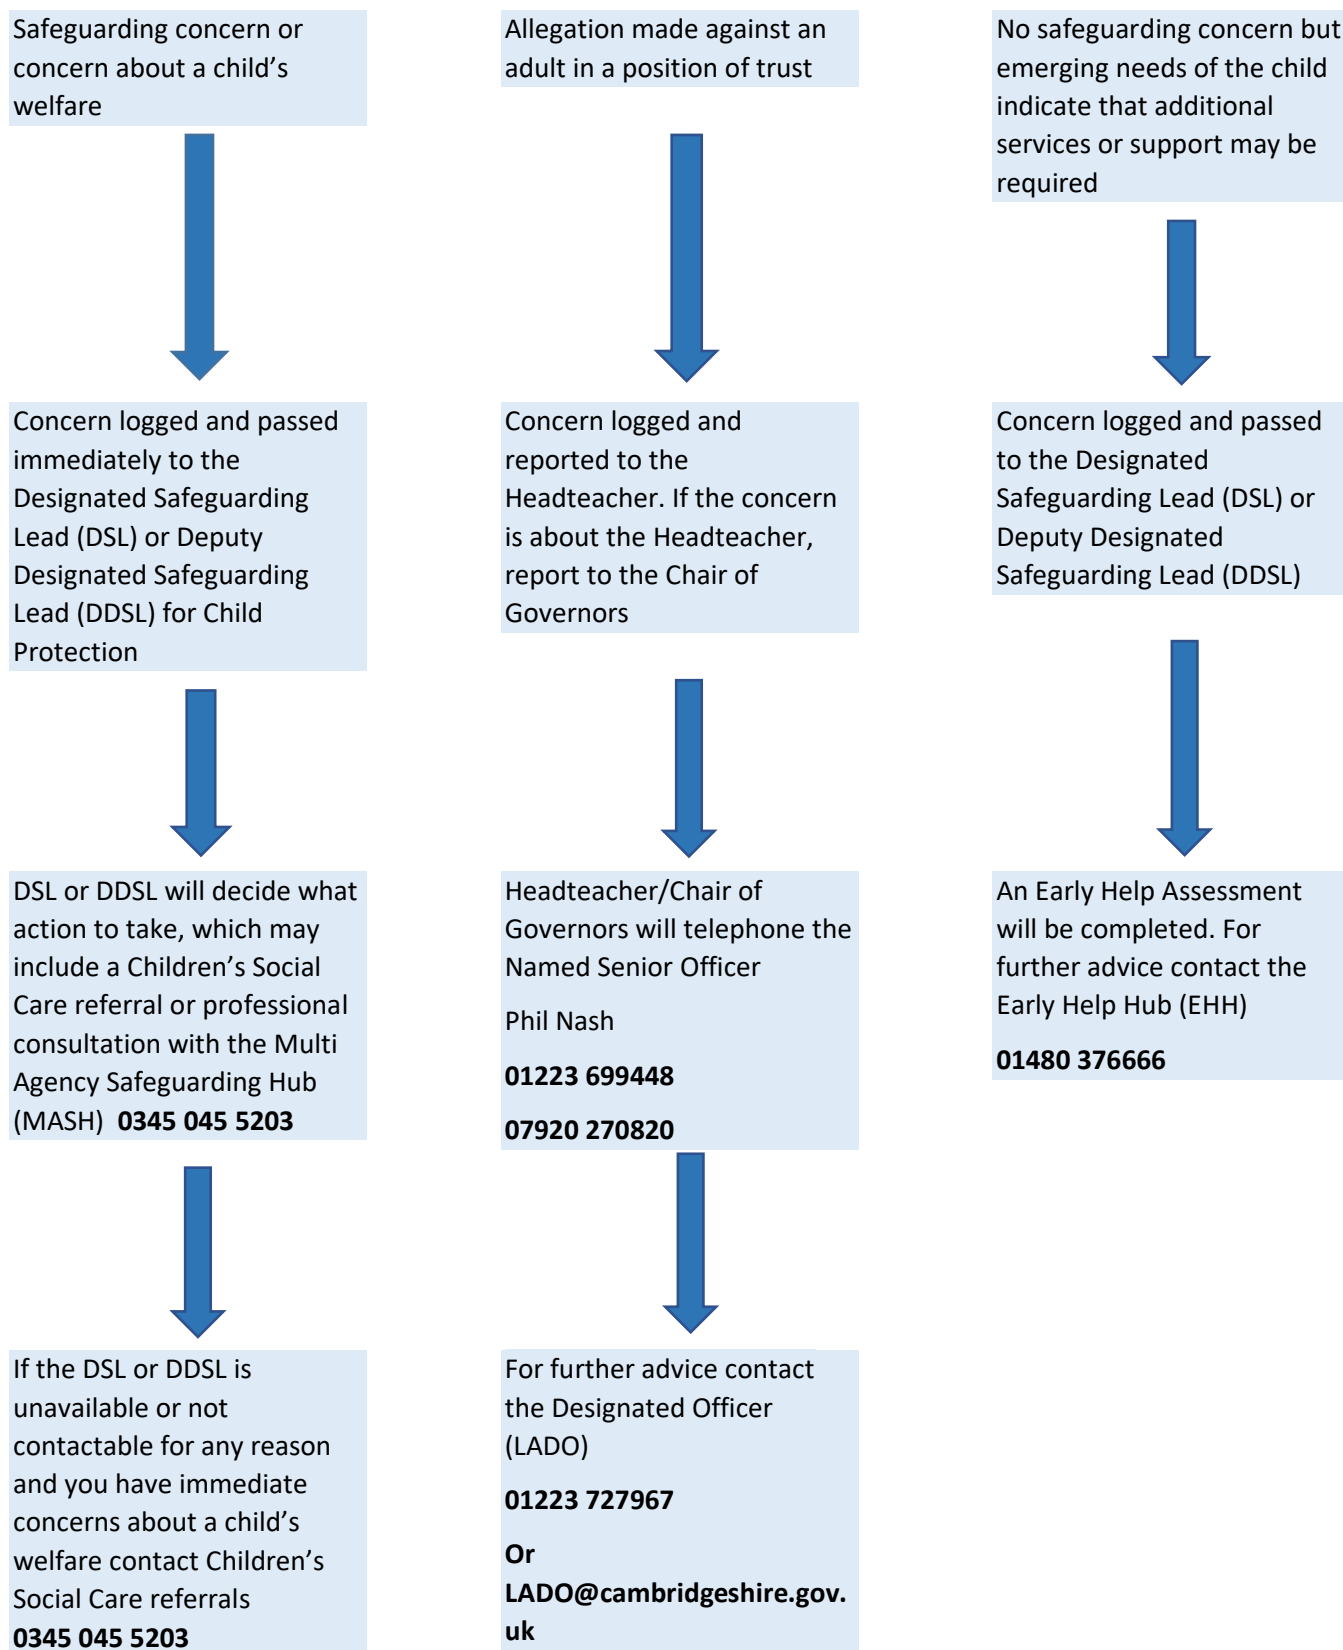 Safeguarding concern or
concern about a child’s
welfare
Concern logged and passed
immediately to the
Designated Safeguarding
Lead (DSL) or Deputy
Designated Safeguarding
Lead (DDSL) for Child
Protection
DSL or DDSL will decide what
action to take, which may
include a Children’s Social
Care referral or professional
consultation with the Multi
Agency Safeguarding Hub
(MASH)  0345 045 5203
If the DSL or DDSL is
unavailable or not
contactable for any reason
and you have immediate
concerns about a child’s
welfare contact Children’s
Social Care referrals
0345 045 5203
Allegation made against an
adult in a position of trust
Concern logged and
reported to the
Headteacher. If the concern
is about the Headteacher,
report to the Chair of
Governors
Headteacher/Chair of
Governors will telephone the
Named Senior Officer
Phil Nash
01223 699448
07920 270820
For further advice contact
the Designated Officer
(LADO)
01223 727967
Or
LADO@cambridgeshire.gov.
uk
No safeguarding concern but
emerging needs of the child
indicate that additional
services or support may be
required
Concern logged and passed
to the Designated
Safeguarding Lead (DSL) or
Deputy Designated
Safeguarding Lead (DDSL)
An Early Help Assessment
will be completed. For
further advice contact the
Early Help Hub (EHH)
01480 376666